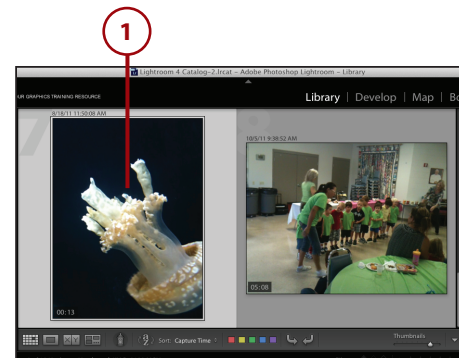 1
Lightroom 4 Catalog-2.lrcat - Adobe Photoshop Lightroom - Library
UR GRAPHICS TRAINING RESOURCE
Library | Develop | Map | Bo
8/18/11 11:50:08 AM
10/5/11 9:38:52 AM
00:13
05:08
Sort: Capture Time
Thumbnails